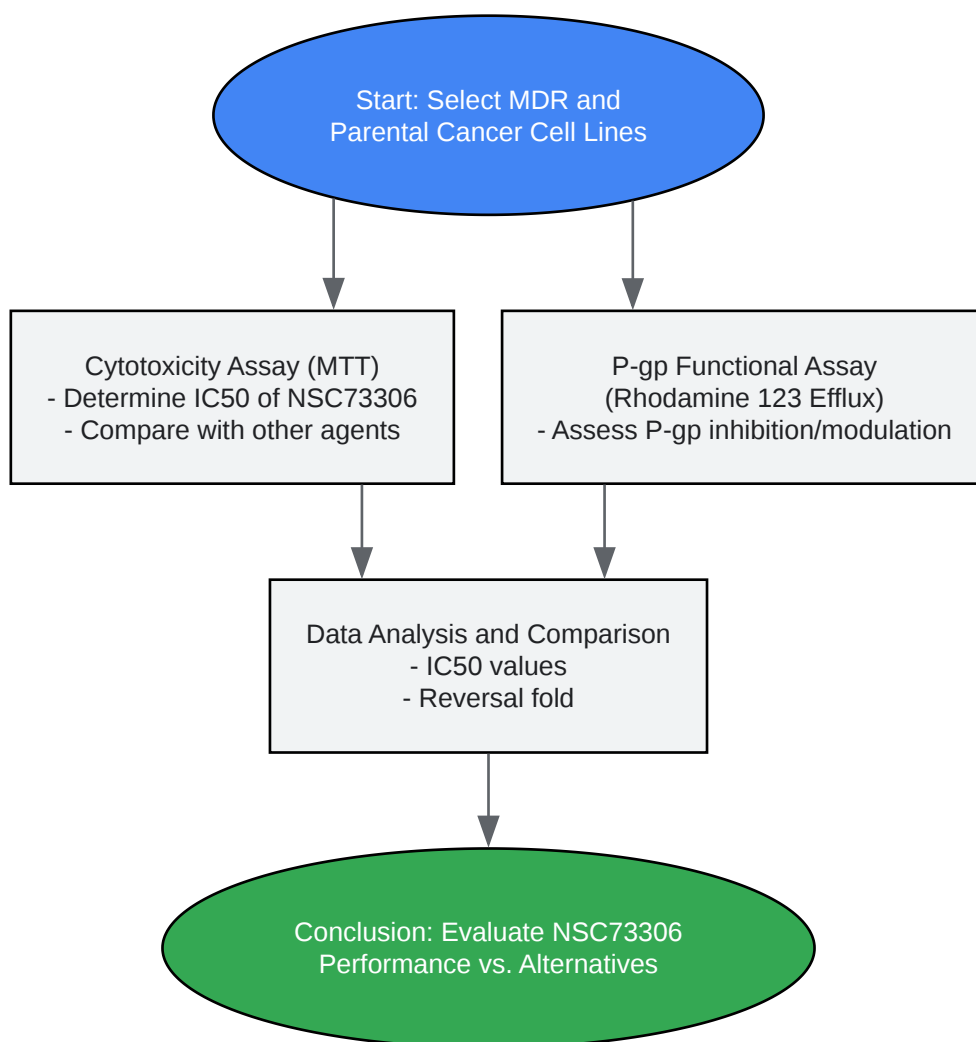 Start: Select MDR and
Parental Cancer Cell Lines
Cytotoxicity Assay (MTT)
- Determine IC50 of NSC73306
- Compare with other agents
P-gp Functional Assay
(Rhodamine 123 Efflux)
- Assess P-gp inhibition/modulation
Data Analysis and Comparison
- IC50 values
- Reversal fold
Conclusion: Evaluate NSC73306
Performance vs. Alternatives